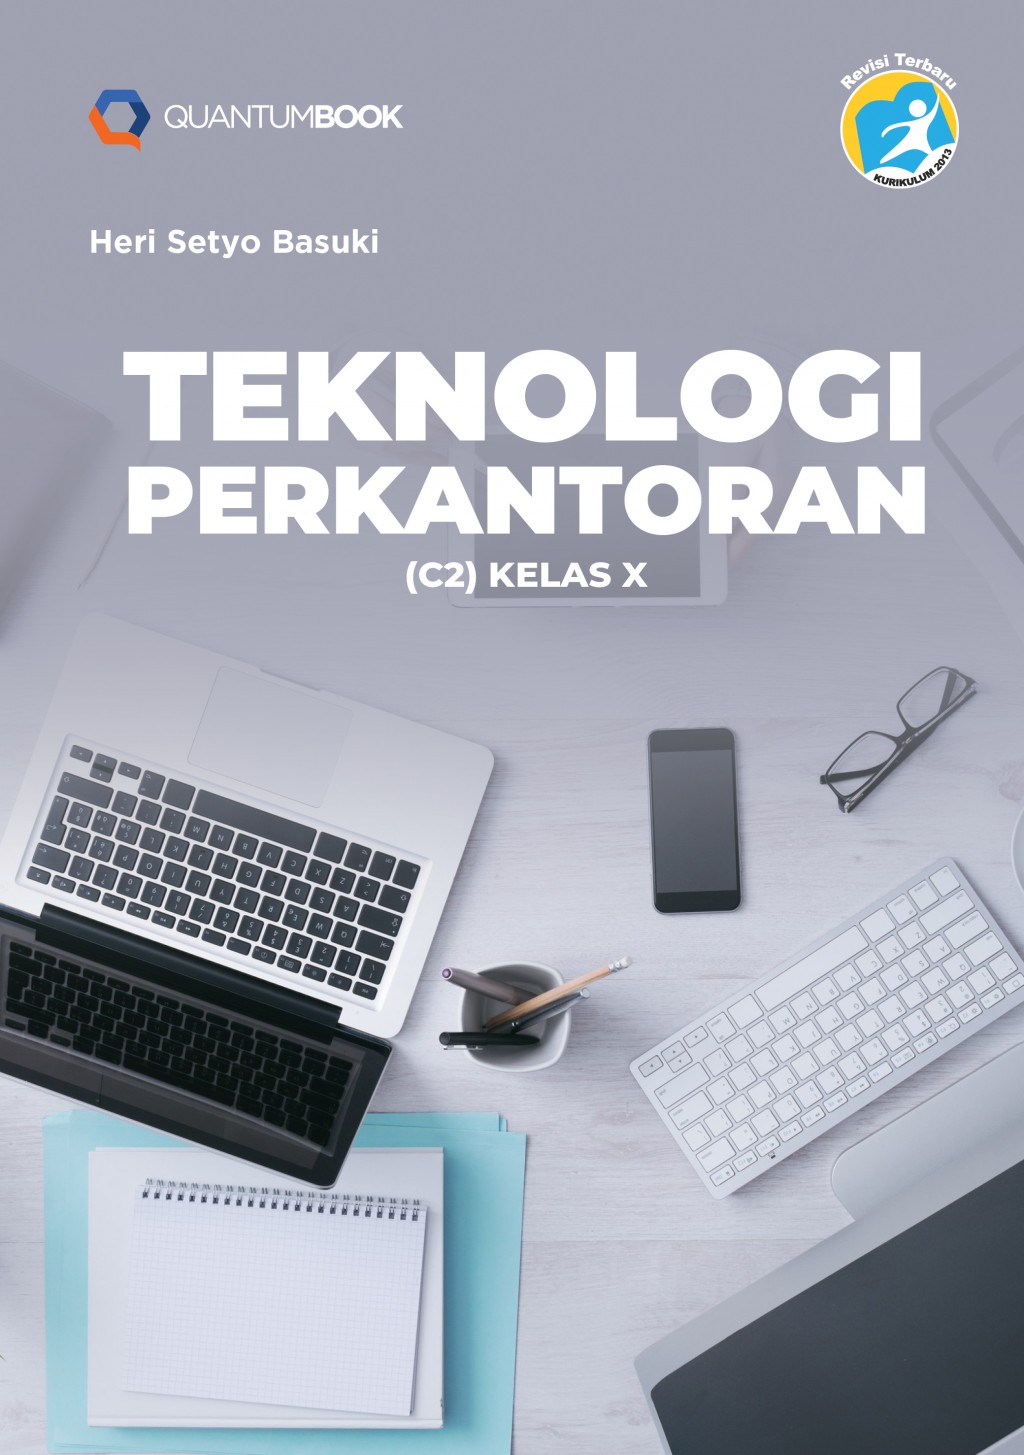 QUANTUMBOOK
Revisi Terbaru
KURIKULUM 2013
Heri Setyo Basuki
TEKNOLOGI
PERKANTORAN
(C2) KELAS X